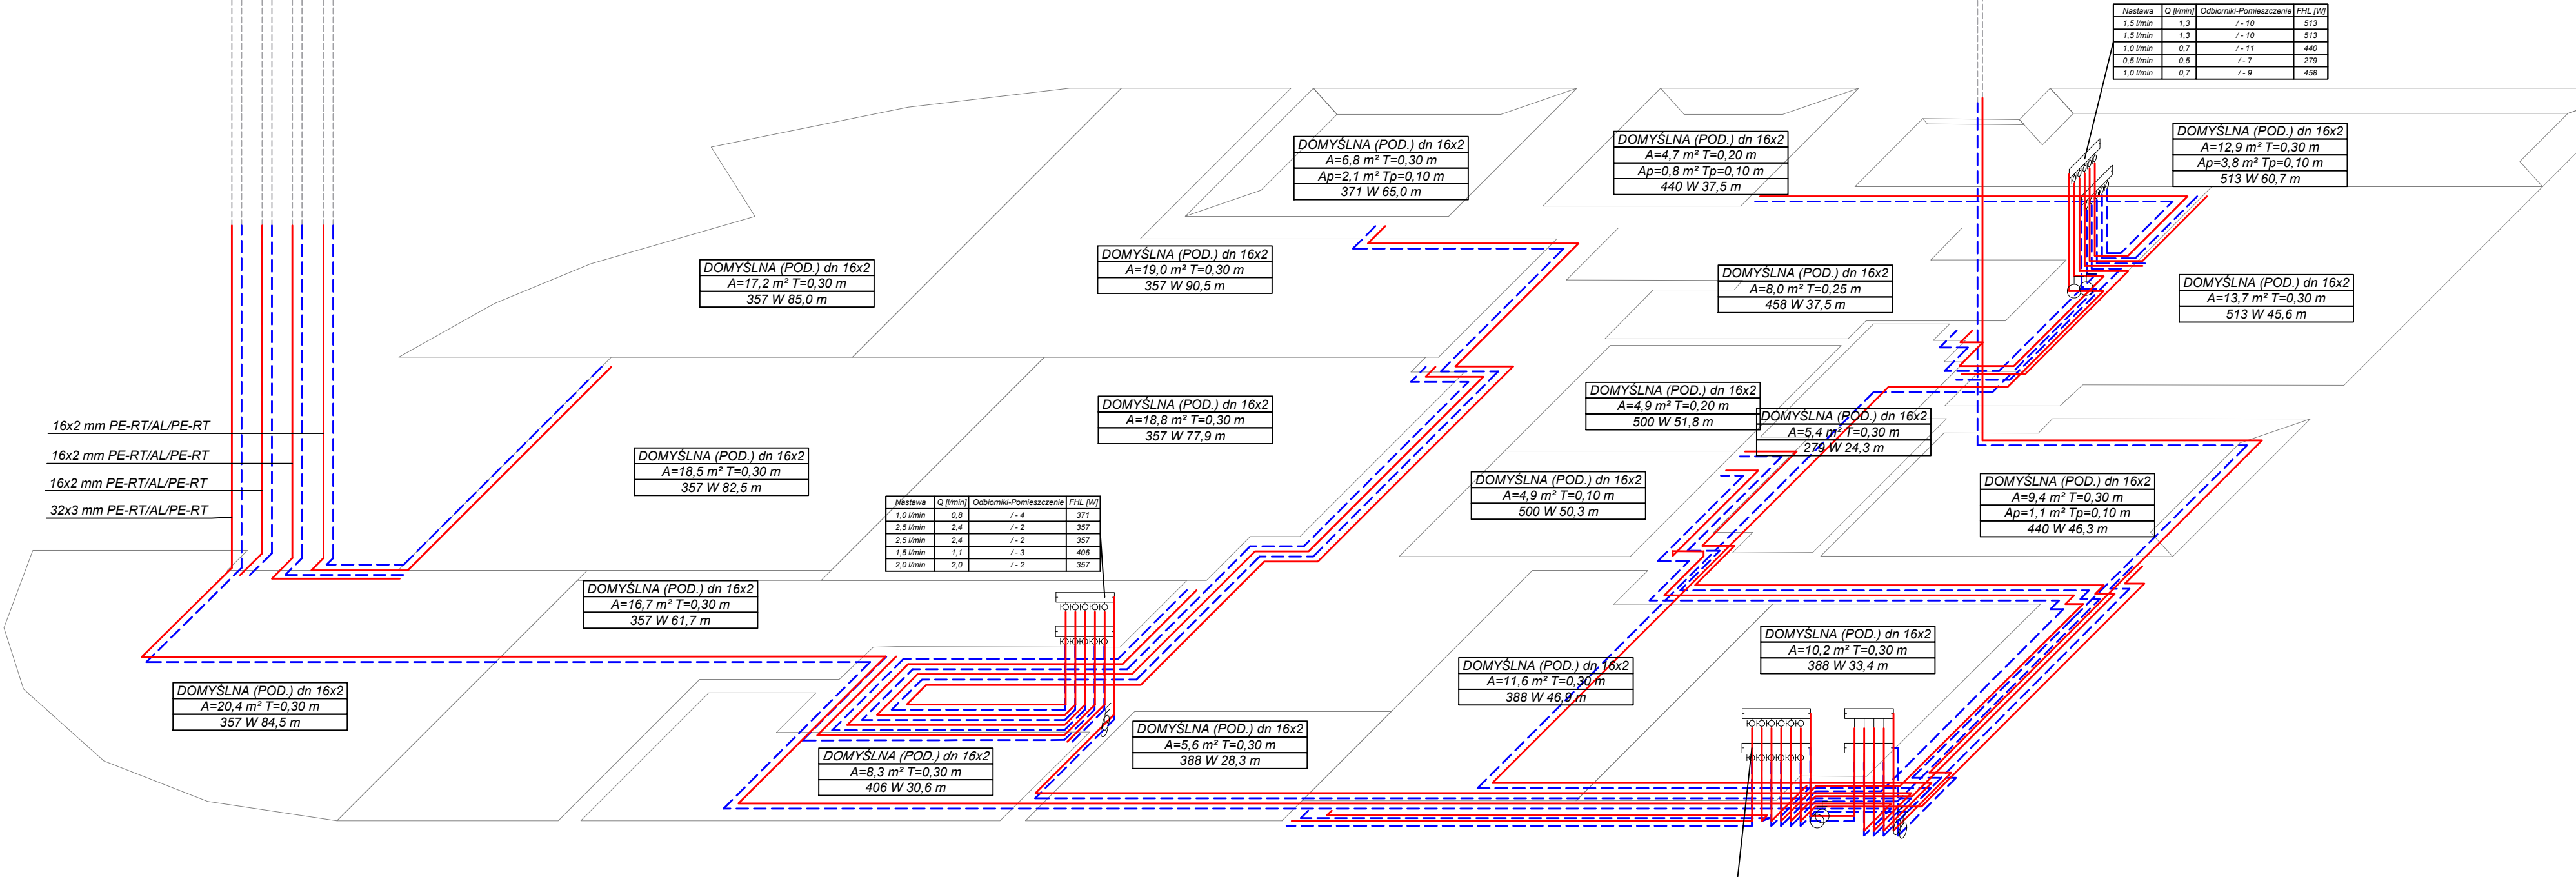 Nastawa Q [l/min] Odbiorniki-Pomieszczenie FHL [W]
1,5 l/min 1,3 / - 10 513
1,5 l/min 1,3 / - 10 513
1,0 l/min 0,7 / - 11 440
0,5 l/min 0,5 / - 7 279
1,0 l/min 0,7 / - 9 458
DOMYŚLNA (POD.) dn 16x2
A=6,8 m² T=0,30 m
Ap=2,1 m² Tp=0,10 m
371 W 65,0 m
DOMYŚLNA (POD.) dn 16x2
A=4,7 m² T=0,20 m
Ap=0,8 m² Tp=0,10 m
440 W 37,5 m
DOMYŚLNA (POD.) dn 16x2
A=12,9 m² T=0,30 m
Ap=3,8 m² Tp=0,10 m
513 W 60,7 m
DOMYŚLNA (POD.) dn 16x2
A=17,2 m² T=0,30 m
357 W 85,0 m
DOMYŚLNA (POD.) dn 16x2
A=19,0 m² T=0,30 m
357 W 90,5 m
DOMYŚLNA (POD.) dn 16x2
A=8,0 m² T=0,25 m
458 W 37,5 m
DOMYŚLNA (POD.) dn 16x2
A=13,7 m² T=0,30 m
513 W 45,6 m
DOMYŚLNA (POD.) dn 16x2
A=18,8 m² T=0,30 m
357 W 77,9 m
DOMYŚLNA (POD.) dn 16x2
A=4,9 m² T=0,20 m
500 W 51,8 m
DOMYŚLNA (POD.) dn 16x2
A=5,4 m² T=0,30 m
279 W 24,3 m
16x2 mm PE-RT/AL/PE-RT
16x2 mm PE-RT/AL/PE-RT
16x2 mm PE-RT/AL/PE-RT
32x3 mm PE-RT/AL/PE-RT
DOMYŚLNA (POD.) dn 16x2
A=18,5 m² T=0,30 m
357 W 82,5 m
DOMYŚLNA (POD.) dn 16x2
A=4,9 m² T=0,10 m
500 W 50,3 m
DOMYŚLNA (POD.) dn 16x2
A=9,4 m² T=0,30 m
Ap=1,1 m² Tp=0,10 m
440 W 46,3 m
Nastawa Q [l/min] Odbiorniki-Pomieszczenie FHL [W]
1,0 l/min 0,8 / - 4 371
2,5 l/min 2,4 / - 2 357
2,5 l/min 2,4 / - 2 357
1,5 l/min 1,1 / - 3 406
2,0 l/min 2,0 / - 2 357
DOMYŚLNA (POD.) dn 16x2
A=16,7 m² T=0,30 m
357 W 61,7 m
DOMYŚLNA (POD.) dn 16x2
A=10,2 m² T=0,30 m
388 W 33,4 m
DOMYŚLNA (POD.) dn 16x2
A=11,6 m² T=0,30 m
388 W 46,9 m
DOMYŚLNA (POD.) dn 16x2
A=20,4 m² T=0,30 m
357 W 84,5 m
DOMYŚLNA (POD.) dn 16x2
A=5,6 m² T=0,30 m
388 W 28,3 m
DOMYŚLNA (POD.) dn 16x2
A=8,3 m² T=0,30 m
406 W 30,6 m